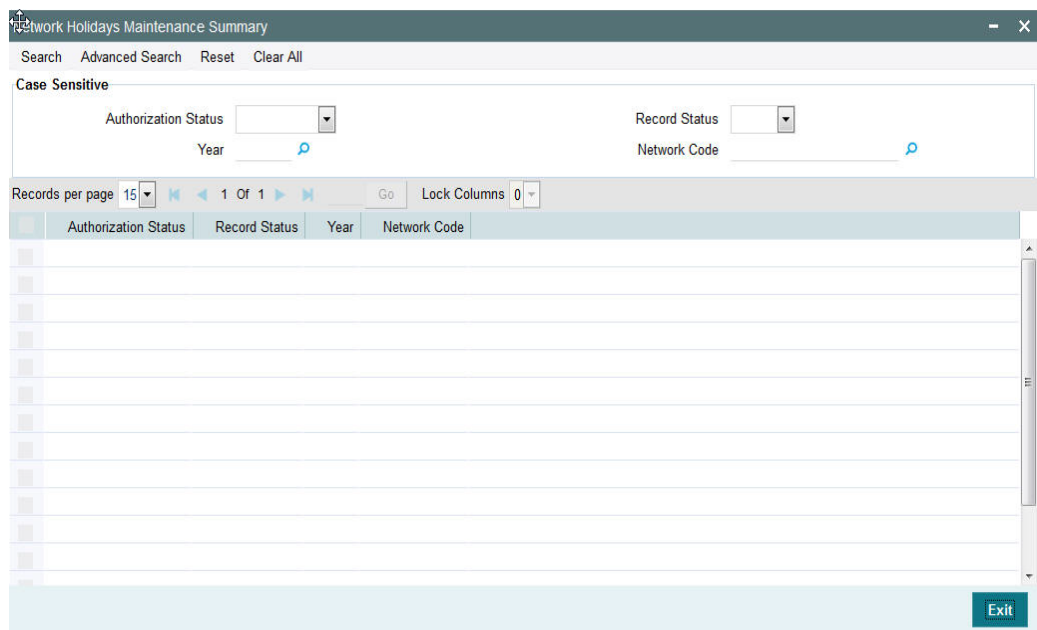 Network Holidays Maintenance Summary
Search Advanced Search Reset Clear All
Case Sensitive
Authorization Status Record Status
Year Network Code
Records per page 15 1 Of 1 Go Lock Columns 0
Authorization Status Record Status Year Network Code
Exit